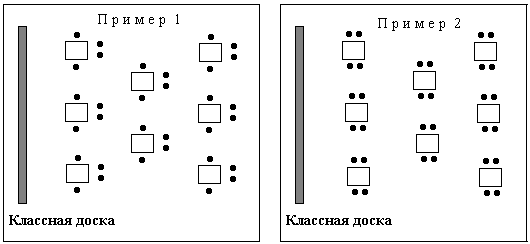 Пример 1
Классная доска
Пример 2
Классная доска